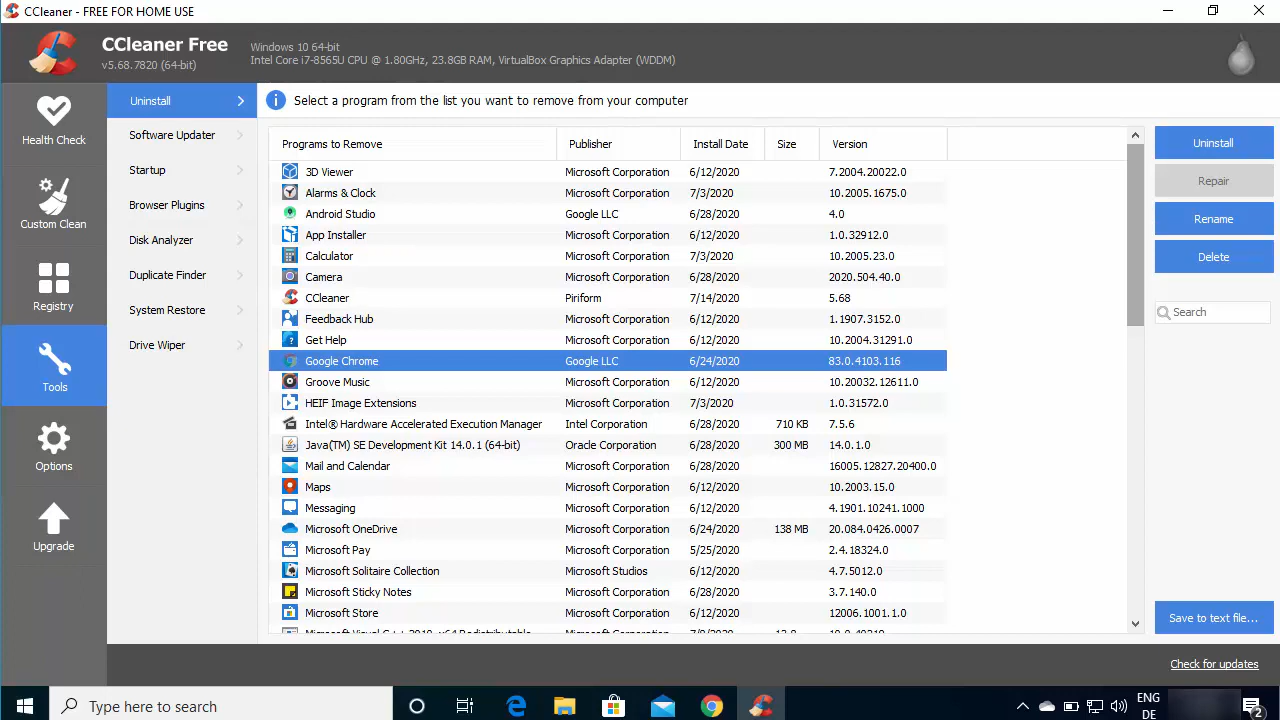 CCleaner - FREE FOR HOME USE
CCleaner Free
v5.68.7820 (64-bit)
Windows 10 64-bit
Intel Core i7-8565U CPU @ 1.80GHz, 23.8GB RAM, VirtualBox Graphics Adapter (WDDM)
Health Check
Custom Clean
Registry
Tools
Options
Upgrade
Uninstall
Software Updater
Startup
Browser Plugins
Disk Analyzer
Duplicate Finder
System Restore
Drive Wiper
Select a program from the list you want to remove from your computer
Programs to Remove Publisher Install Date Size Version
3D Viewer Microsoft Corporation 6/12/2020 7.2004.20022.0
Alarms & Clock Microsoft Corporation 7/3/2020 10.2005.1675.0
Android Studio Google LLC 6/28/2020 4.0
App Installer Microsoft Corporation 6/12/2020 1.0.32912.0
Calculator Microsoft Corporation 7/3/2020 10.2005.23.0
Camera Microsoft Corporation 6/28/2020 2020.504.40.0
CCleaner Piriform 7/14/2020 5.68
Feedback Hub Microsoft Corporation 6/12/2020 1.1907.3152.0
Get Help Microsoft Corporation 6/12/2020 10.2004.31291.0
Google Chrome Google LLC 6/24/2020 83.0.4103.116
Groove Music Microsoft Corporation 6/12/2020 10.20032.12611.0
HEIF Image Extensions Microsoft Corporation 7/3/2020 1.0.31572.0
Intel® Hardware Accelerated Execution Manager Intel Corporation 6/28/2020 710 KB 7.5.6
Java(TM) SE Development Kit 14.0.1 (64-bit) Oracle Corporation 6/28/2020 300 MB 14.0.1.0
Mail and Calendar Microsoft Corporation 6/28/2020 16005.12827.20400.0
Maps Microsoft Corporation 6/12/2020 10.2003.15.0
Messaging Microsoft Corporation 6/12/2020 4.1901.10241.1000
Microsoft OneDrive Microsoft Corporation 6/24/2020 138 MB 20.084.0426.0007
Microsoft Pay Microsoft Corporation 5/25/2020 2.4.18324.0
Microsoft Solitaire Collection Microsoft Studios 6/12/2020 4.7.5012.0
Microsoft Sticky Notes Microsoft Corporation 6/28/2020 3.7.140.0
Microsoft Store Microsoft Corporation 6/12/2020 12006.1001.1.0
Uninstall
Repair
Rename
Delete
Search
Save to text file...
Check for updates
Type here to search
ENG
DE
2